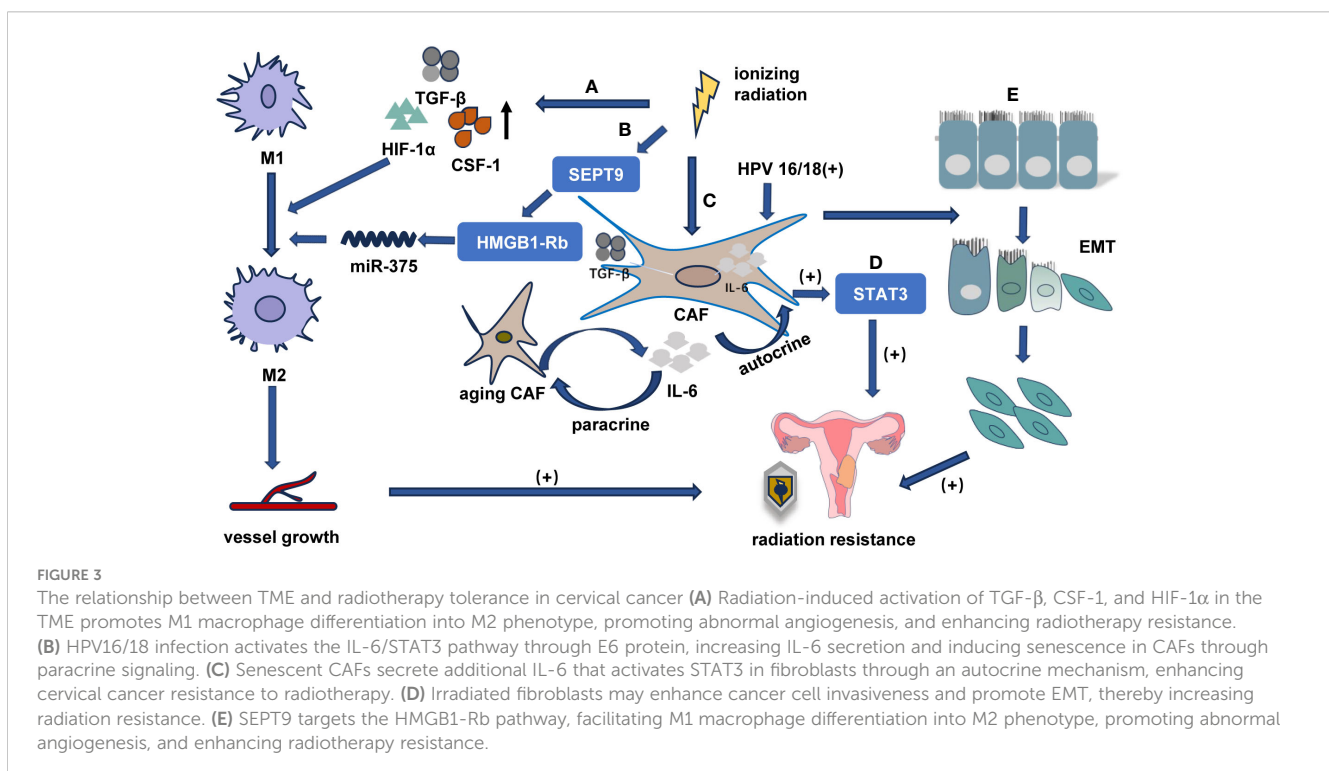 ionizing
radiation
A
TGF-β
HIF-1α
CSF-1
M1
B
SEPT9
C
HPV 16/18(+)
E
HMGB1-Rb
miR-375
TGF-β
IL-6
CAF
(+)
D
STAT3
EMT
M2
aging CAF
IL-6
autocrine
paracrine
(+)
vessel growth
(+)
(+)
radiation resistance
FIGURE 3
The relationship between TME and radiotherapy tolerance in cervical cancer (A) Radiation-induced activation of TGF-β, CSF-1, and HIF-1α in the
TME promotes M1 macrophage differentiation into M2 phenotype, promoting abnormal angiogenesis, and enhancing radiotherapy resistance.
(B) HPV16/18 infection activates the IL-6/STAT3 pathway through E6 protein, increasing IL-6 secretion and inducing senescence in CAFs through
paracrine signaling. (C) Senescent CAFs secrete additional IL-6 that activates STAT3 in fibroblasts through an autocrine mechanism, enhancing
cervical cancer resistance to radiotherapy. (D) Irradiated fibroblasts may enhance cancer cell invasiveness and promote EMT, thereby increasing
radiation resistance. (E) SEPT9 targets the HMGB1-Rb pathway, facilitating M1 macrophage differentiation into M2 phenotype, promoting abnormal
angiogenesis, and enhancing radiotherapy resistance.